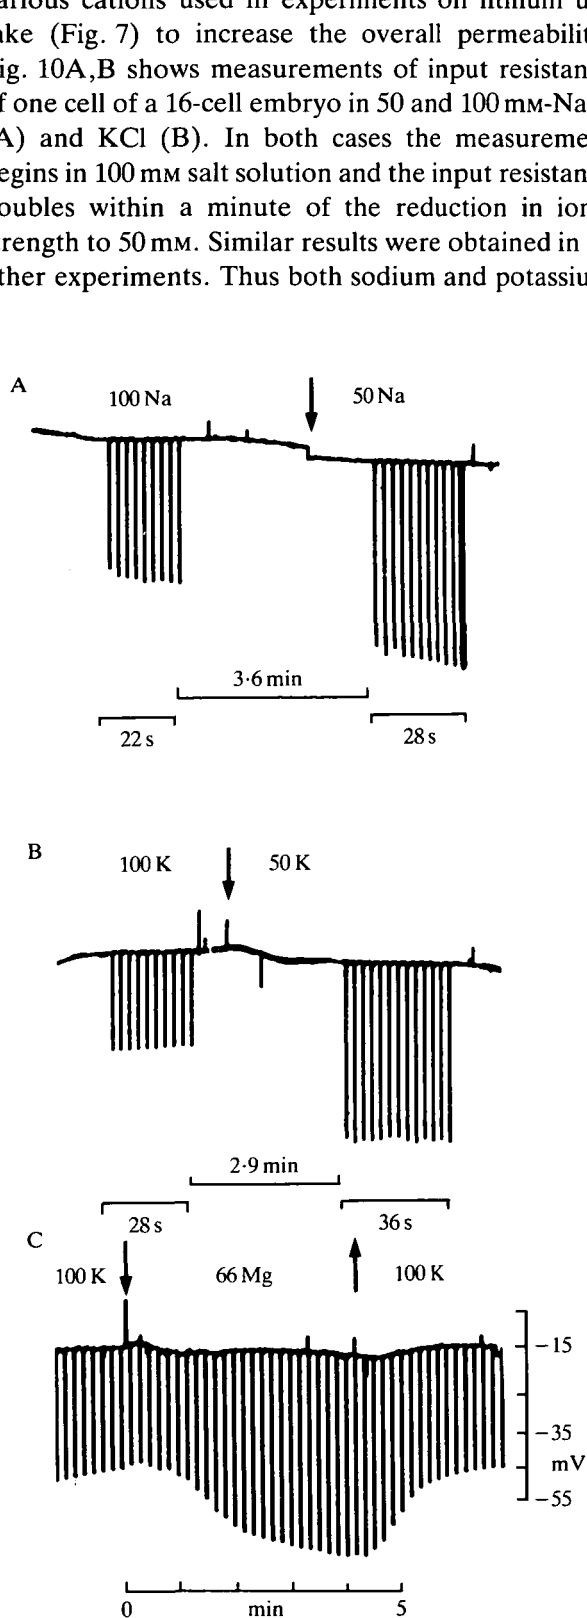 various cations used in experiments on lithium u
ake (Fig. 7) to increase the overall permeabilit
ig. 10A,B shows measurements of input resistan
f one cell of a 16-cell embryo in 50 and 100 mM-Na
A) and KCl (B). In both cases the measureme
egins in 100 mM salt solution and the input resistan
oubles within a minute of the reduction in ion
trength to 50 mM. Similar results were obtained in
ther experiments. Thus both sodium and potassiu
A
100 Na
50 Na
3·6 min
22 s
28 s
B
100 K
50 K
2·9 min
28 s
36 s
C
100 K
66 Mg
100 K
−15
−35
mV
−55
0
min
5